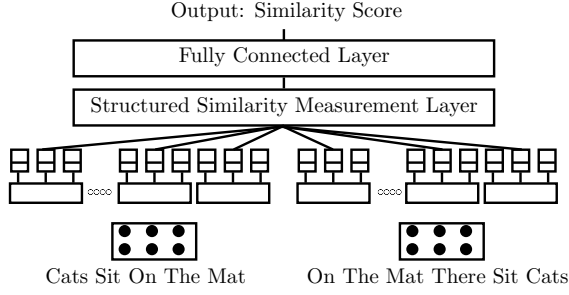 Output: Similarity Score
Fully Connected Layer
Structured Similarity Measurement Layer
Cats Sit On The Mat
On The Mat There Sit Cats